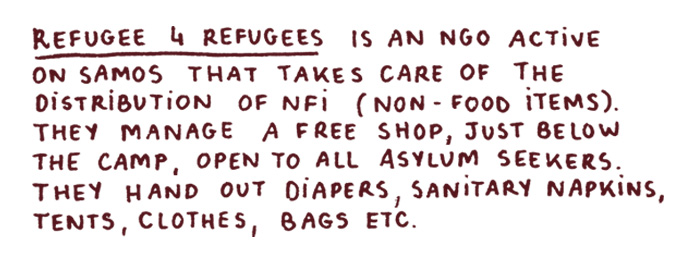 REFUGEE 4 REFUGEES IS AN NGO ACTIVE
ON SAMOS THAT TAKES CARE OF THE
DISTRIBUTION OF NFI (NON-FOOD ITEMS).
THEY MANAGE A FREE SHOP, JUST BELOW
THE CAMP, OPEN TO ALL ASYLUM SEEKERS.
THEY HAND OUT DIAPERS, SANITARY NAPKINS,
TENTS, CLOTHES, BAGS ETC.